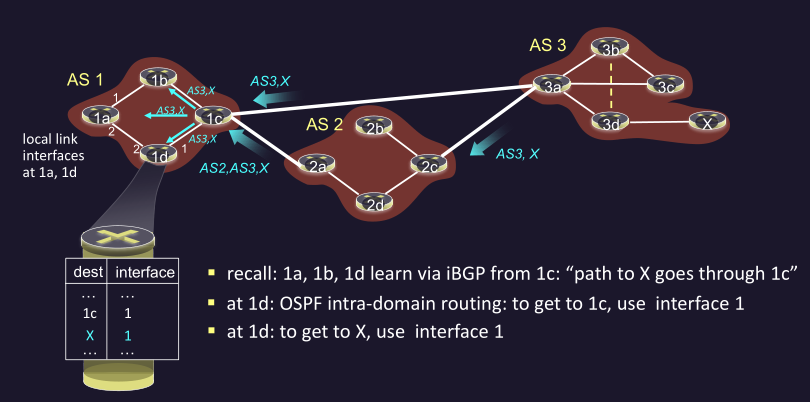 AS 3
3b
AS 1
1b
AS3,X
AS3,X
3a
3c
1
AS3,X
1a
1c
AS 2
2b
3d
X
2
AS3,X
local link
interfaces
at 1a, 1d
2
1d
1
AS2,AS3,X
2a
2c
AS3, X
2d
dest interface
... ...
1c 1
X 1
... ...
▪ recall: 1a, 1b, 1d learn via iBGP from 1c: “path to X goes through 1c”
▪ at 1d: OSPF intra-domain routing: to get to 1c, use interface 1
▪ at 1d: to get to X, use interface 1